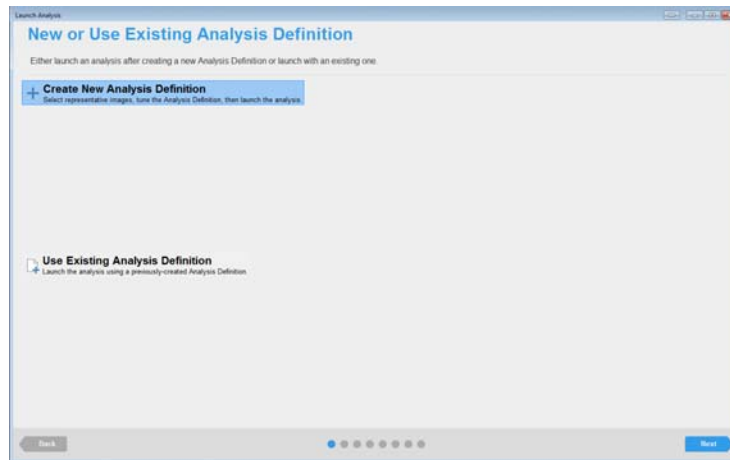 Launch Analysis
New or Use Existing Analysis Definition
Either launch an analysis after creating a new Analysis Definition or launch with an existing one.
Create New Analysis Definition
Select representative images, tune the Analysis Definition, then launch the analysis.
Use Existing Analysis Definition
Launch the analysis using a previously-created Analysis Definition.
Back
Next